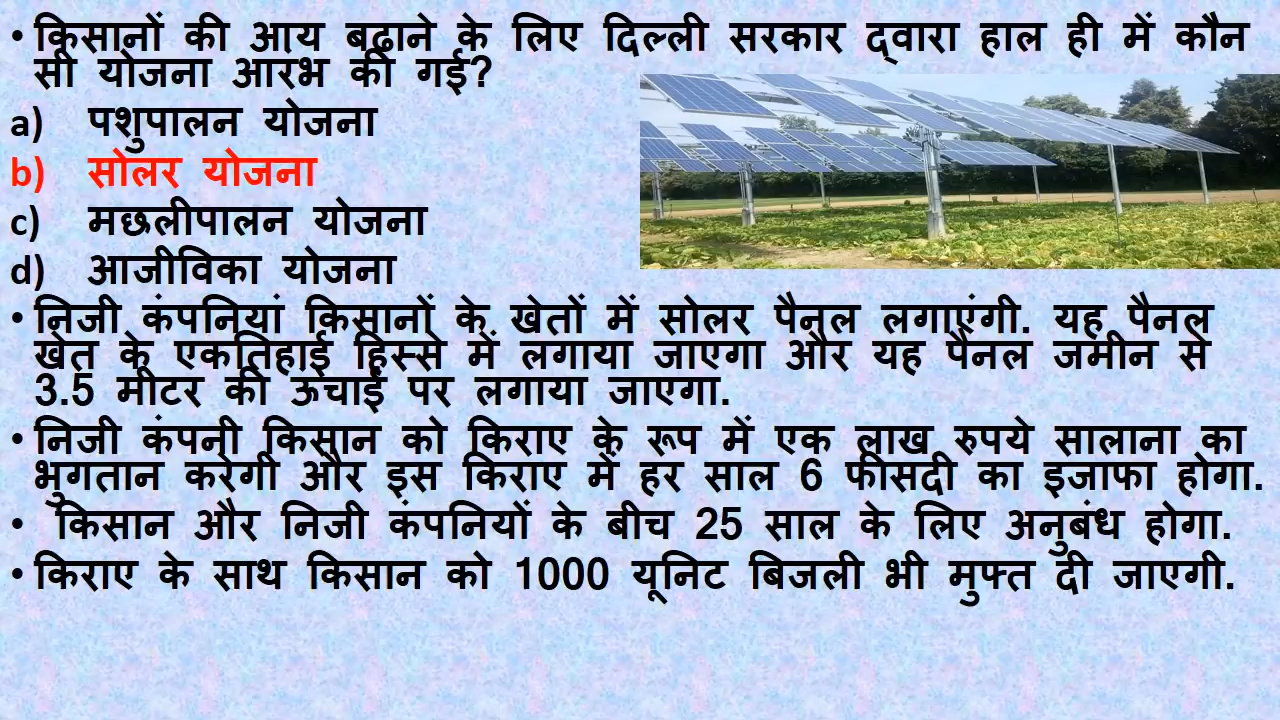 • किसानों की आय बढ़ाने के लिए दिल्ली सरकार द्वारा हाल ही में कौन
सी योजना आरंभ की गई?
a) पशुपालन योजना
b) सोलर योजना
c) मछलीपालन योजना
d) आजीविका योजना
• निजी कंपनियां किसानों के खेतों में सोलर पैनल लगाएंगी. यह पैनल
खेत के एकतिहाई हिस्से में लगाया जाएगा और यह पैनल जमीन से
3.5 मीटर की ऊंचाई पर लगाया जाएगा.
• निजी कंपनी किसान को किराए के रूप में एक लाख रुपये सालाना का
भुगतान करेगी और इस किराए में हर साल 6 फीसदी का इजाफा होगा.
• किसान और निजी कंपनियों के बीच 25 साल के लिए अनुबंध होगा.
• किराए के साथ किसान को 1000 यूनिट बिजली भी मुफ्त दी जाएगी.